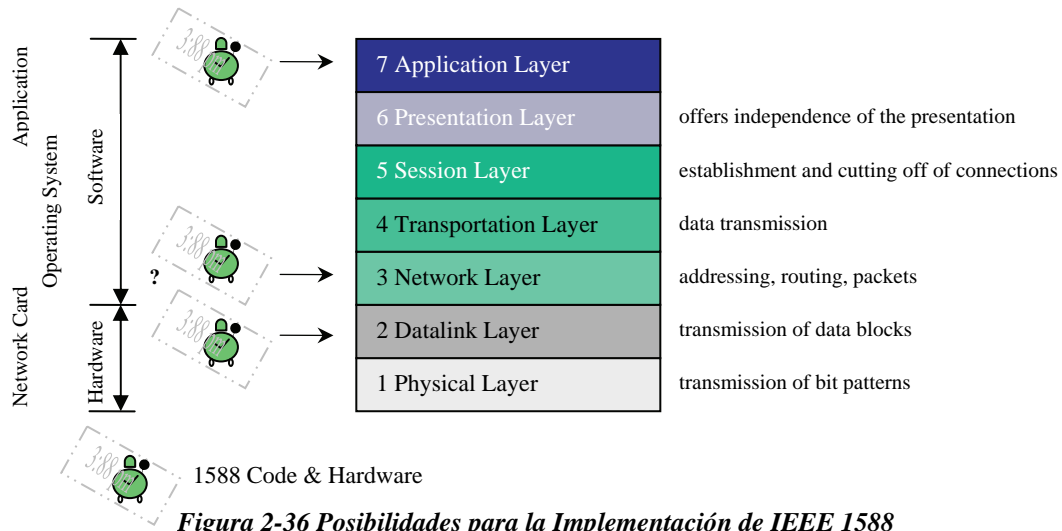 Application
Operating System
Software
Network Card
Hardware
?
7 Application Layer
6 Presentation Layer
offers independence of the presentation
5 Session Layer
establishment and cutting off of connections
4 Transportation Layer
data transmission
3 Network Layer
addressing, routing, packets
2 Datalink Layer
transmission of data blocks
1 Physical Layer
transmission of bit patterns
1588 Code & Hardware
Figura 2-36 Posibilidades para la Implementación de IEEE 1588